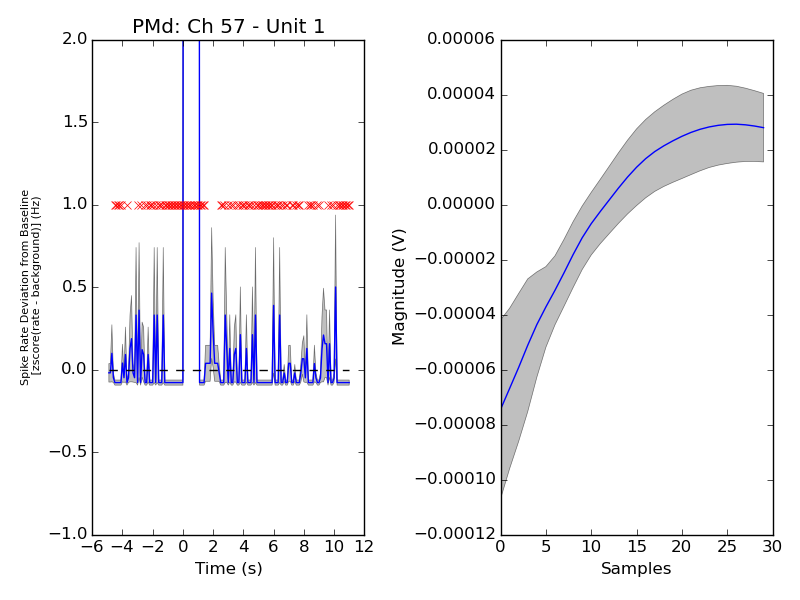 PMd: Ch 57 - Unit 1
Spike Rate Deviation from Baseline
[zscore(rate - background)] (Hz)
2.0
1.5
1.0
0.5
0.0
−0.5
−1.0
−6 −4 −2 0 2 4 6 8 10 12
Time (s)
Magnitude (V)
0.00006
0.00004
0.00002
0.00000
−0.00002
−0.00004
−0.00006
−0.00008
−0.00010
−0.00012
0 5 10 15 20 25 30
Samples